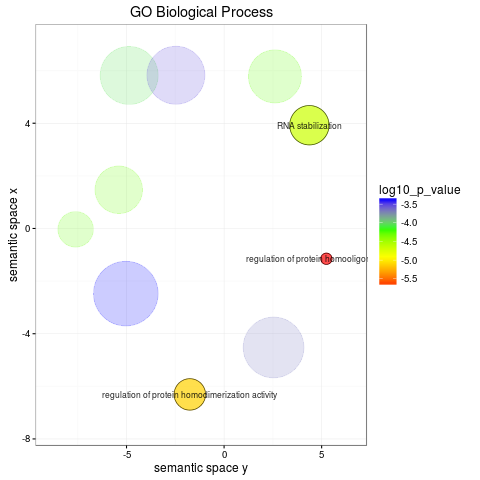 GO Biological Process
RNA stabilization
regulation of protein homooligor
regulation of protein homodimerization activity
4
0
-4
-8
-5
0
5
semantic space x
semantic space y
log10_p_value
-3.5
-4.0
-4.5
-5.0
-5.5